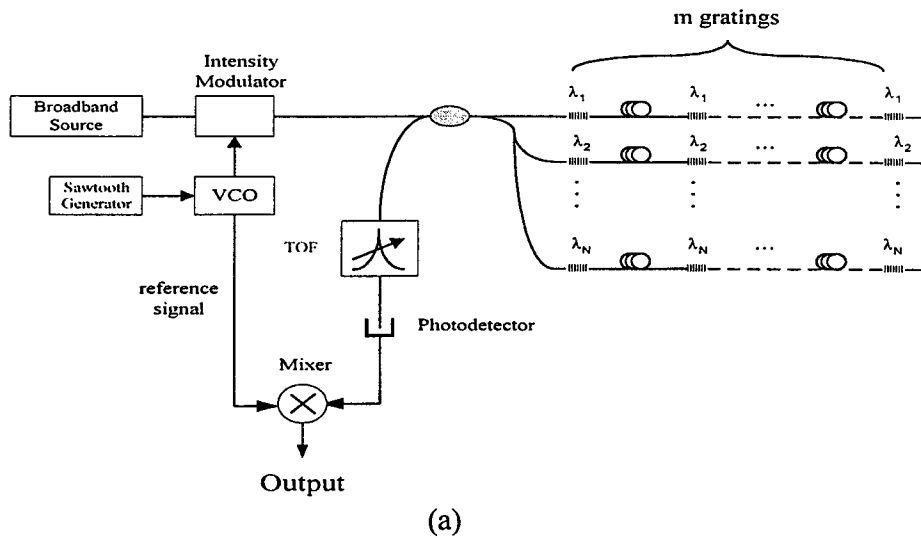 m gratings
Intensity
Modulator
Broadband
Source
λ1 λ1 ... λ1
λ2 λ2 ... λ2
Sawtooth
Generator
VCO
TOF
λN λN ... λN
reference
signal
Photodetector
Mixer
Output
(a)